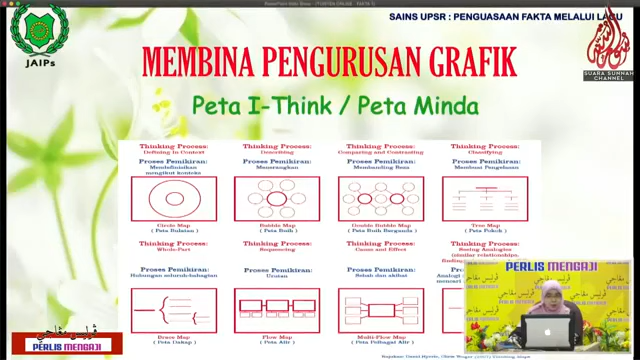 SAINS UPSR : PENGUASAAN FAKTA MELALUI LAGU
JAIPs
SUARA SUNNAH
CHANNEL
MEMBINA PENGURUSAN GRAFIK
Peta I-Think / Peta Minda
Thinking Process:
Defining In Context
Proses Pemikiran:
Mendefinisikan
mengikut konteks
Circle Map
( Peta Bulatan )
Thinking Process:
Describing
Proses Pemikiran:
Menerangkan
Bubble Map
( Peta Buih )
Thinking Process:
Comparing and Contrasting
Proses Pemikiran:
Membanding Beza
Double Bubble Map
( Peta Buih Berganda )
Thinking Process:
Classifying
Proses Pemikiran:
Membuat Pengelasan
Tree Map
( Peta Pokok )
Thinking Process:
Whole-Part
Proses Pemikiran:
Hubungan seluruh-bahagian
Brace Map
( Peta Dakap )
Thinking Process:
Sequencing
Proses Pemikiran:
Urutan
Flow Map
( Peta Alir )
Thinking Process:
Cause and Effect
Proses Pemikiran:
Sebab dan akibat
Multi-Flow Map
( Peta Pelbagai Alir )
Thinking Process:
Seeing Analogies
(similar relationships,
PERLIS MENGAJI
ڤرليس مڠاجي
PERLIS MENGAJI